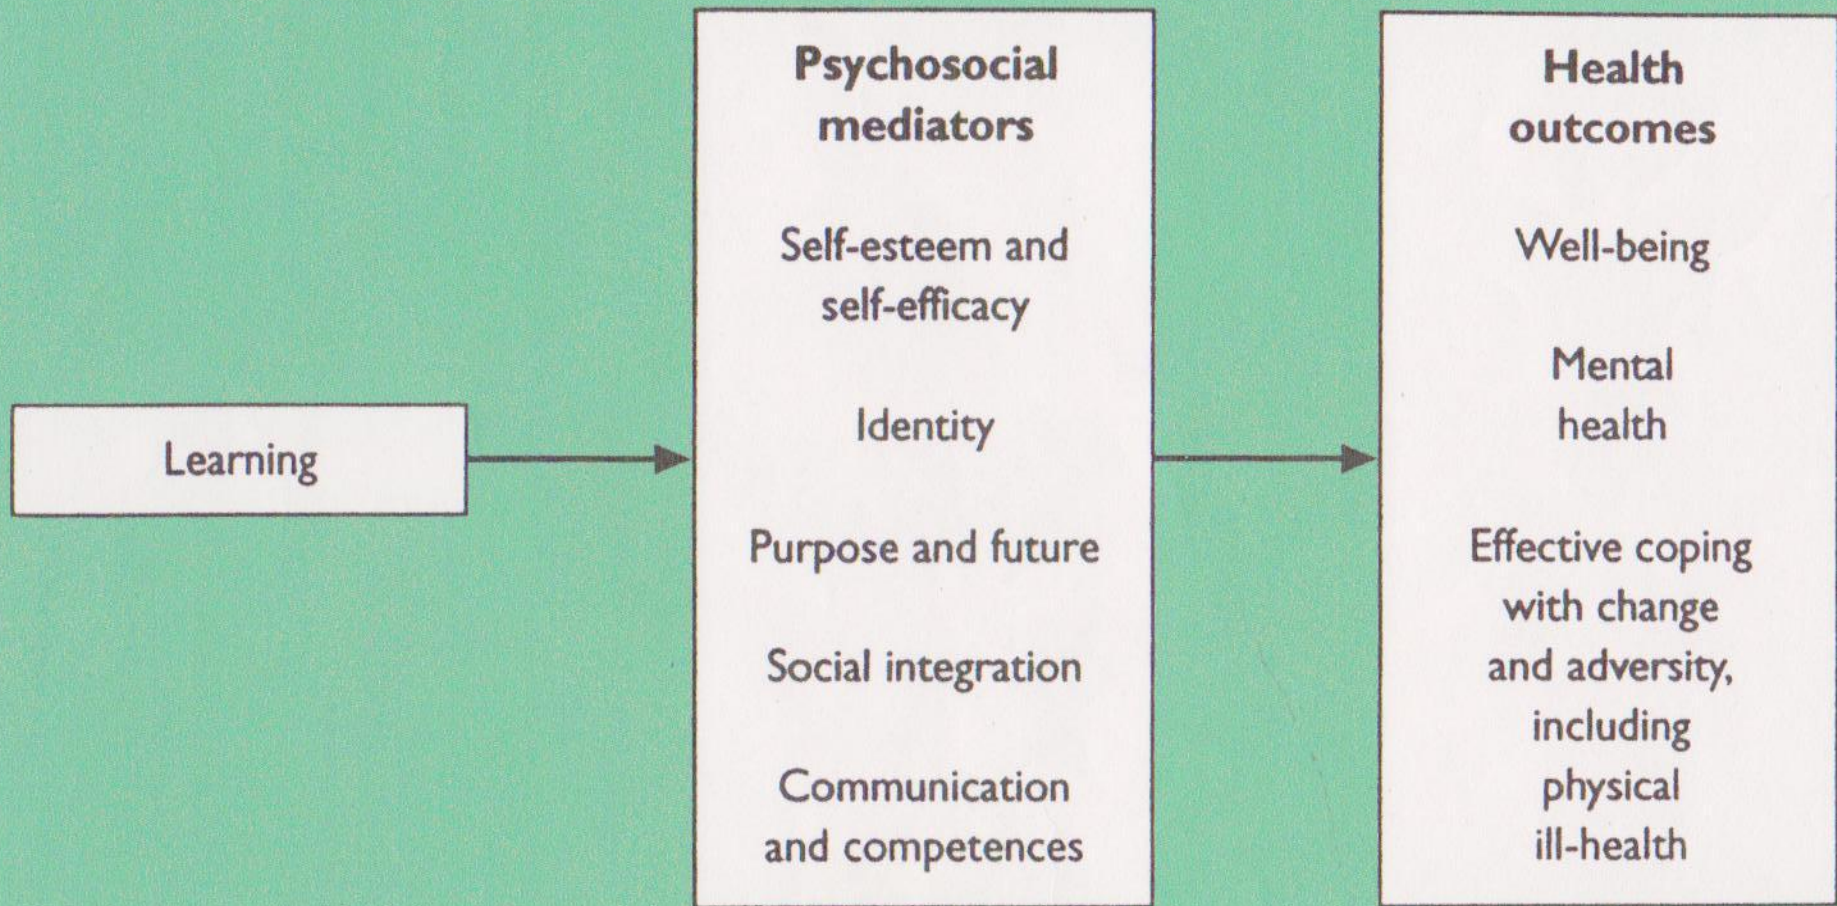 Learning
Psychosocial
mediators
Self-esteem and
self-efficacy
Identity
Purpose and future
Social integration
Communication
and competences
Health
outcomes
Well-being
Mental
health
Effective coping
with change
and adversity,
including
physical
ill-health